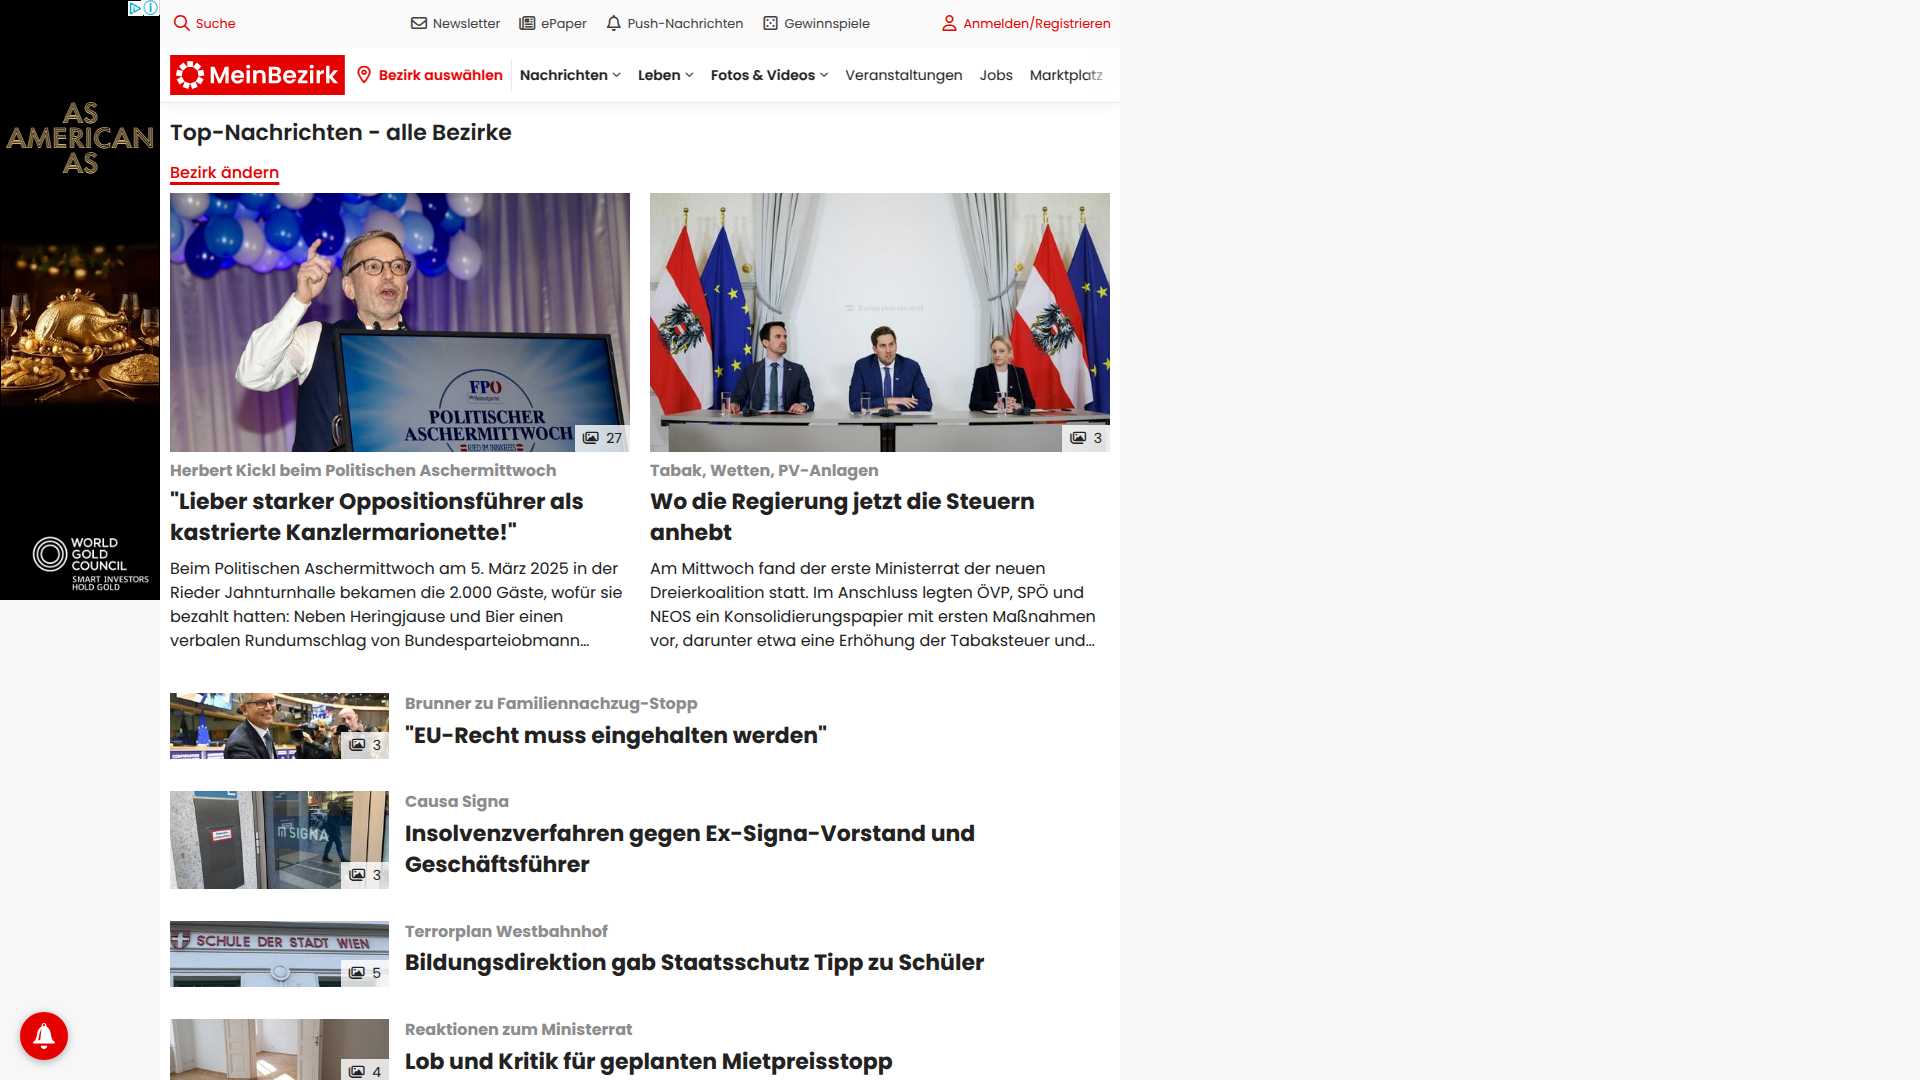 Suche
Newsletter
ePaper
Push-Nachrichten
Gewinnspiele
Anmelden/Registrieren
MeinBezirk
Bezirk auswählen
Nachrichten
Leben
Fotos & Videos
Veranstaltungen
Jobs
Marktplatz
AS
AMERICAN
AS
WORLD
GOLD
COUNCIL
SMART INVESTORS
HOLD GOLD
Top-Nachrichten - alle Bezirke
Bezirk ändern
FPÖ
POLITISCHER
ASCHERMITTWOCH
RIED IM INNKREIS
27
3
Herbert Kickl beim Politischen Aschermittwoch
"Lieber starker Oppositionsführer als
kastrierte Kanzlermarionette!"
Beim Politischen Aschermittwoch am 5. März 2025 in der
Rieder Jahnturnhalle bekamen die 2.000 Gäste, wofür sie
bezahlt hatten: Neben Heringjause und Bier einen
verbalen Rundumschlag von Bundesparteiobmann...
Tabak, Wetten, PV-Anlagen
Wo die Regierung jetzt die Steuern
anhebt
Am Mittwoch fand der erste Ministerrat der neuen
Dreierkoalition statt. Im Anschluss legten ÖVP, SPÖ und
NEOS ein Konsolidierungspapier mit ersten Maßnahmen
vor, darunter etwa eine Erhöhung der Tabaksteuer und...
3
Brunner zu Familiennachzug-Stopp
"EU-Recht muss eingehalten werden"
SIGNA
3
Causa Signa
Insolvenzverfahren gegen Ex-Signa-Vorstand und
Geschäftsführer
SCHULE DER STADT WIEN
5
Terrorplan Westbahnhof
Bildungsdirektion gab Staatsschutz Tipp zu Schüler
4
Reaktionen zum Ministerrat
Lob und Kritik für geplanten Mietpreisstopp